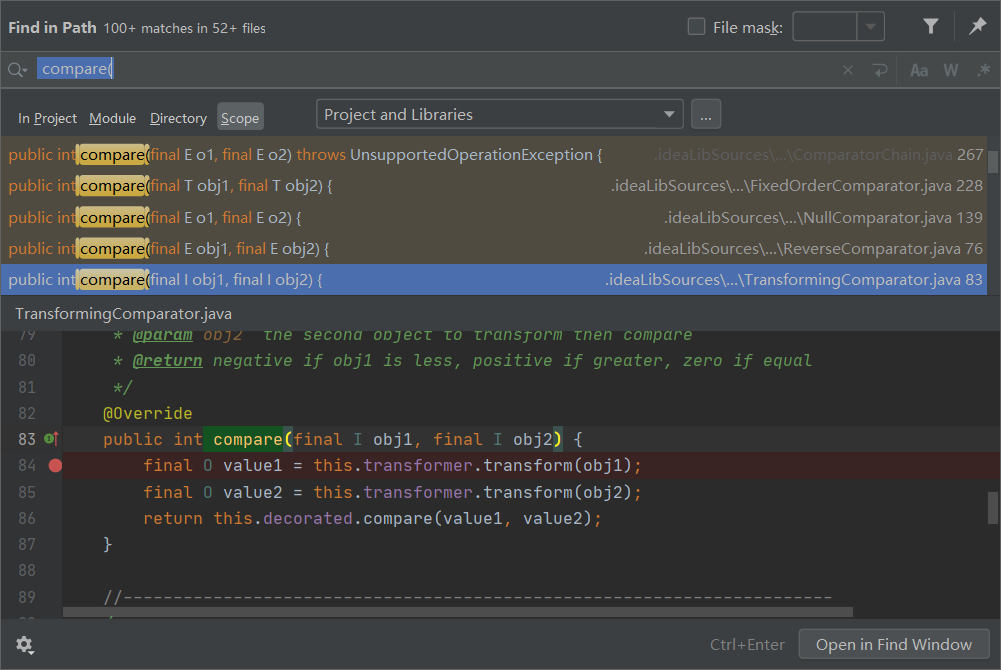 Find in Path 100+ matches in 52+ files File mask:
compare( Aa W .*
In Project Module Directory Scope Project and Libraries ...
public int compare(final E o1, final E o2) throws UnsupportedOperationException { .ideaLibSources\...\ComparatorChain.java 267
public int compare(final T obj1, final T obj2) { .ideaLibSources\...\FixedOrderComparator.java 228
public int compare(final E o1, final E o2) { .ideaLibSources\...\NullComparator.java 139
public int compare(final E obj1, final E obj2) { .ideaLibSources\...\ReverseComparator.java 76
public int compare(final I obj1, final I obj2) { .ideaLibSources\...\TransformingComparator.java 83
TransformingComparator.java
79 * @param obj2 the second object to transform then compare
80 * @return negative if obj1 is less, positive if greater, zero if equal
81 */
82 @Override
83 public int compare(final I obj1, final I obj2) {
84 final O value1 = this.transformer.transform(obj1);
85 final O value2 = this.transformer.transform(obj2);
86 return this.decorated.compare(value1, value2);
87 }
88
89 //-----------------------------------------------------------------------
Ctrl+Enter Open in Find Window